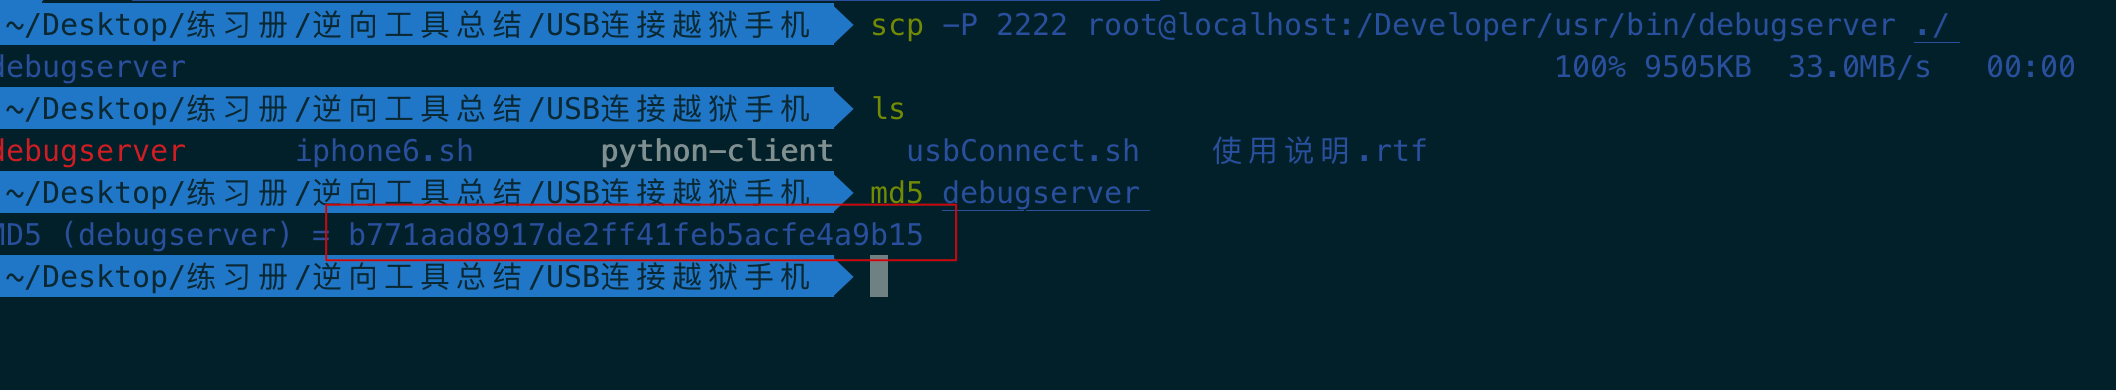 ~/Desktop/练习册/逆向工具总结/USB连接越狱手机 scp -P 2222 root@localhost:/Developer/usr/bin/debugserver ./
debugserver 100% 9505KB 33.0MB/s 00:00
~/Desktop/练习册/逆向工具总结/USB连接越狱手机 ls
debugserver iphone6.sh python-client usbConnect.sh 使用说明.rtf
~/Desktop/练习册/逆向工具总结/USB连接越狱手机 md5 debugserver
MD5 (debugserver) = b771aad8917de2ff41feb5acfe4a9b15
~/Desktop/练习册/逆向工具总结/USB连接越狱手机